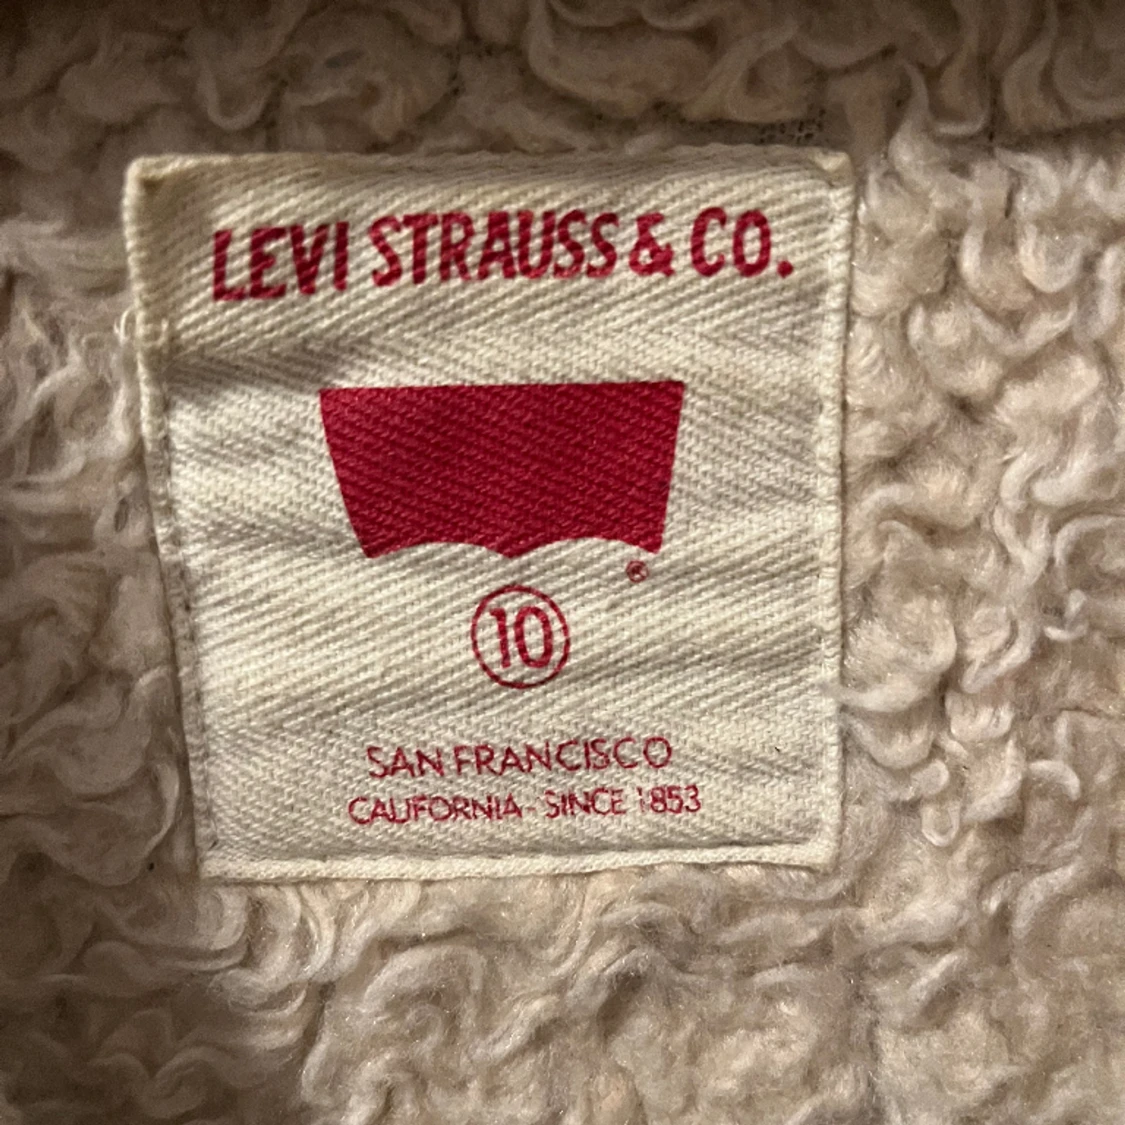 LEVI STRAUSS & CO.
®
10
SAN FRANCISCO
CALIFORNIA - SINCE 1853